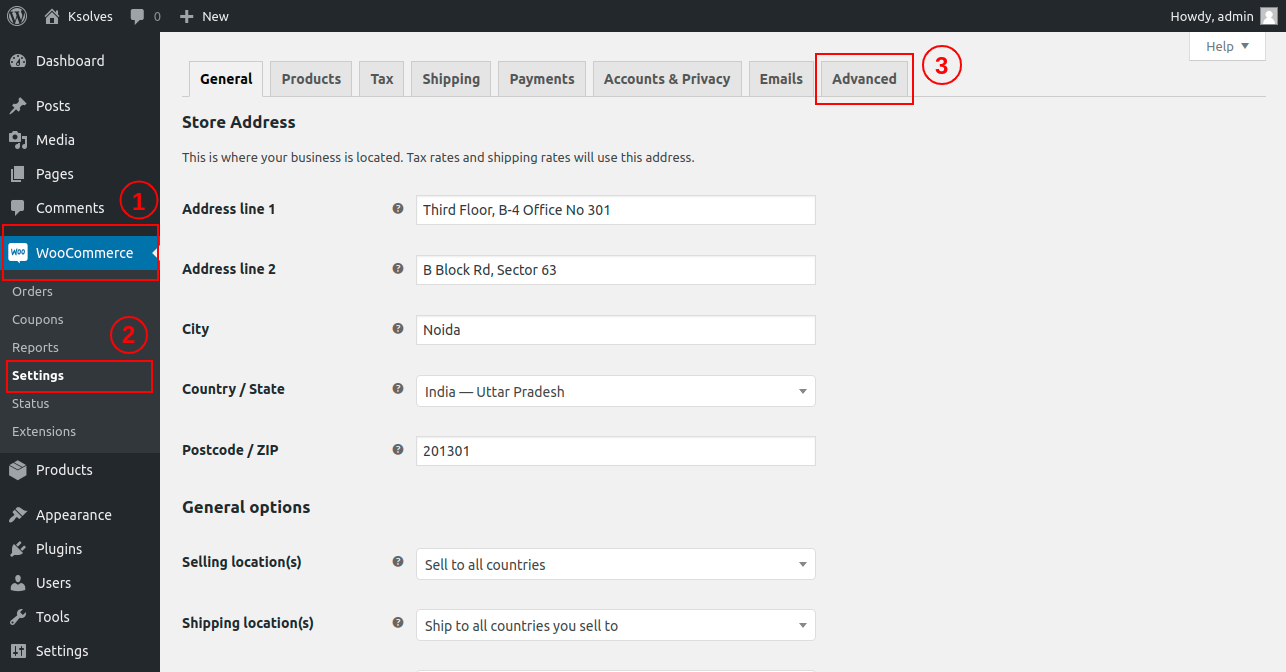 Ksolves 0 New Howdy, admin
Help
Dashboard
Posts
Media
Pages
Comments
1
WOO WooCommerce
Orders
Coupons
2
Reports
Settings
Status
Extensions
Products
Appearance
Plugins
Users
Tools
Settings
General Products Tax Shipping Payments Accounts & Privacy Emails Advanced 3
Store Address
This is where your business is located. Tax rates and shipping rates will use this address.
Address line 1 ? Third Floor, B-4 Office No 301
Address line 2 ? B Block Rd, Sector 63
City ? Noida
Country / State ? India — Uttar Pradesh
Postcode / ZIP ? 201301
General options
Selling location(s) ? Sell to all countries
Shipping location(s) ? Ship to all countries you sell to